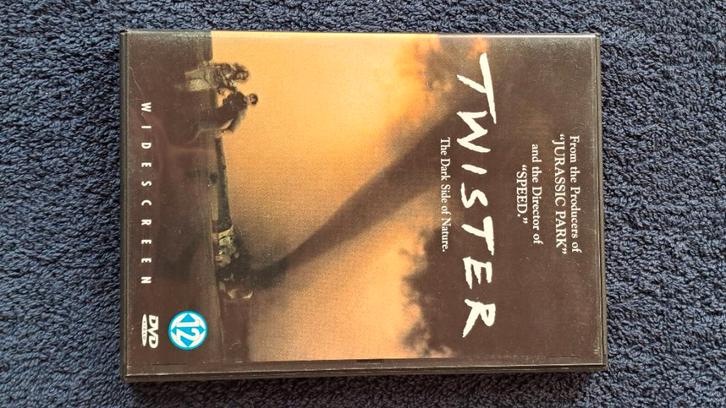 From the Producers of
"JURASSIC PARK"
and the Director of
"SPEED."
TWISTER
The Dark Side of Nature.
WIDESCREEN
12
DVD